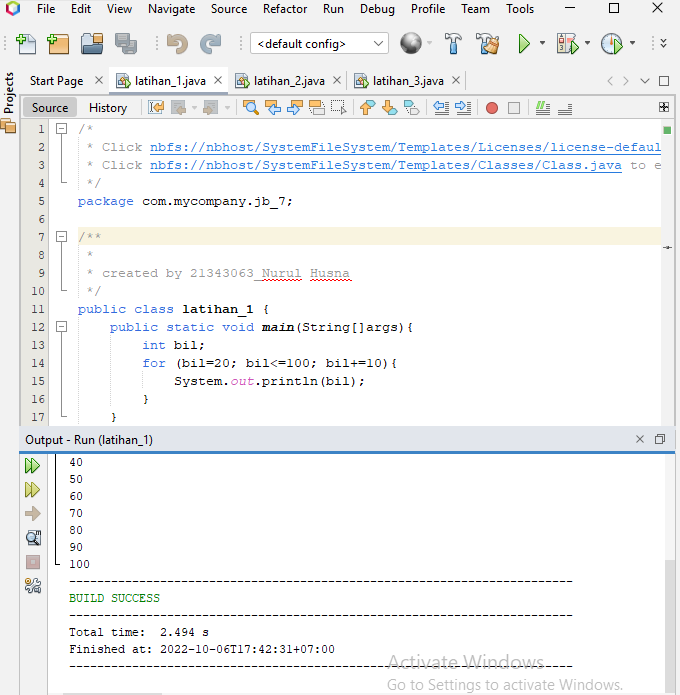 File Edit View Navigate Source Refactor Run Debug Profile Team Tools
<default config>
Projects
Start Page latihan_1.java latihan_2.java latihan_3.java
Source History
1 /*
2 * Click nbfs://nbhost/SystemFileSystem/Templates/Licenses/license-defaul
3 * Click nbfs://nbhost/SystemFileSystem/Templates/Classes/Class.java to e
4 */
5 package com.mycompany.jb_7;
6
7 /**
8 *
9 * created by 21343063_Nurul Husna
10 */
11 public class latihan_1 {
12 public static void main(String[]args){
13 int bil;
14 for (bil=20; bil<=100; bil+=10){
15 System.out.println(bil);
16 }
17 }
Output - Run (latihan_1)
40
50
60
70
80
90
100
------------------------------------------------------------------------
BUILD SUCCESS
------------------------------------------------------------------------
Total time: 2.494 s
Finished at: 2022-10-06T17:42:31+07:00
------------------------------------------------------------------------
Activate Windows
Go to Settings to activate Windows.